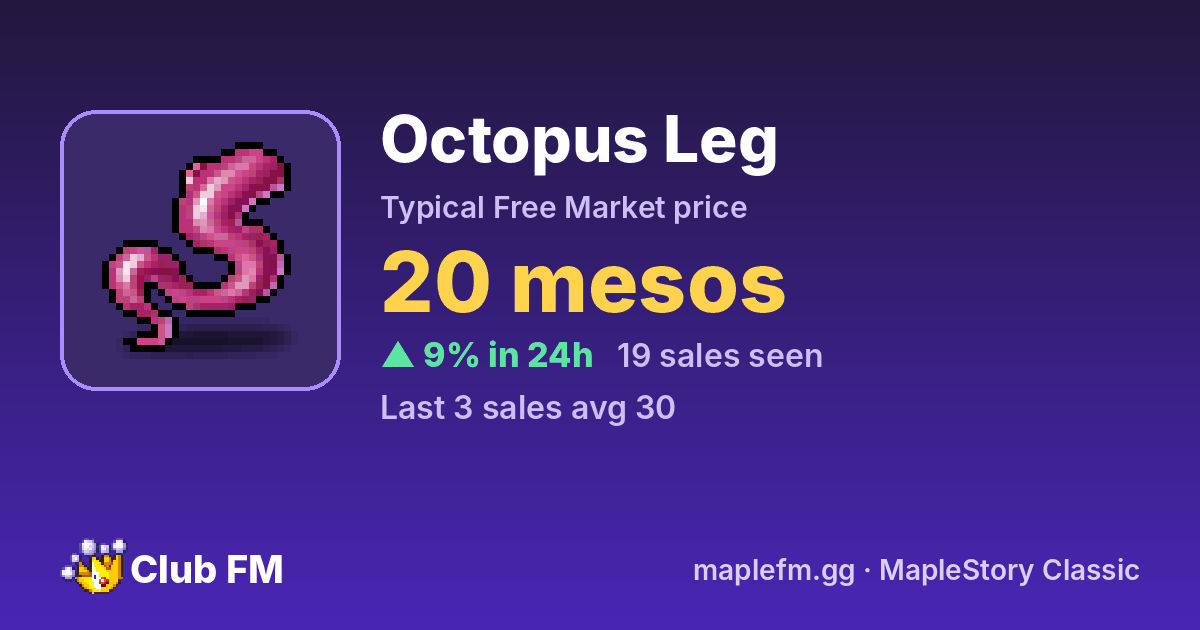 Octopus Leg
Typical Free Market price
20 mesos
▲ 9% in 24h 19 sales seen
Last 3 sales avg 30
Club FM
maplefm.gg · MapleStory Classic